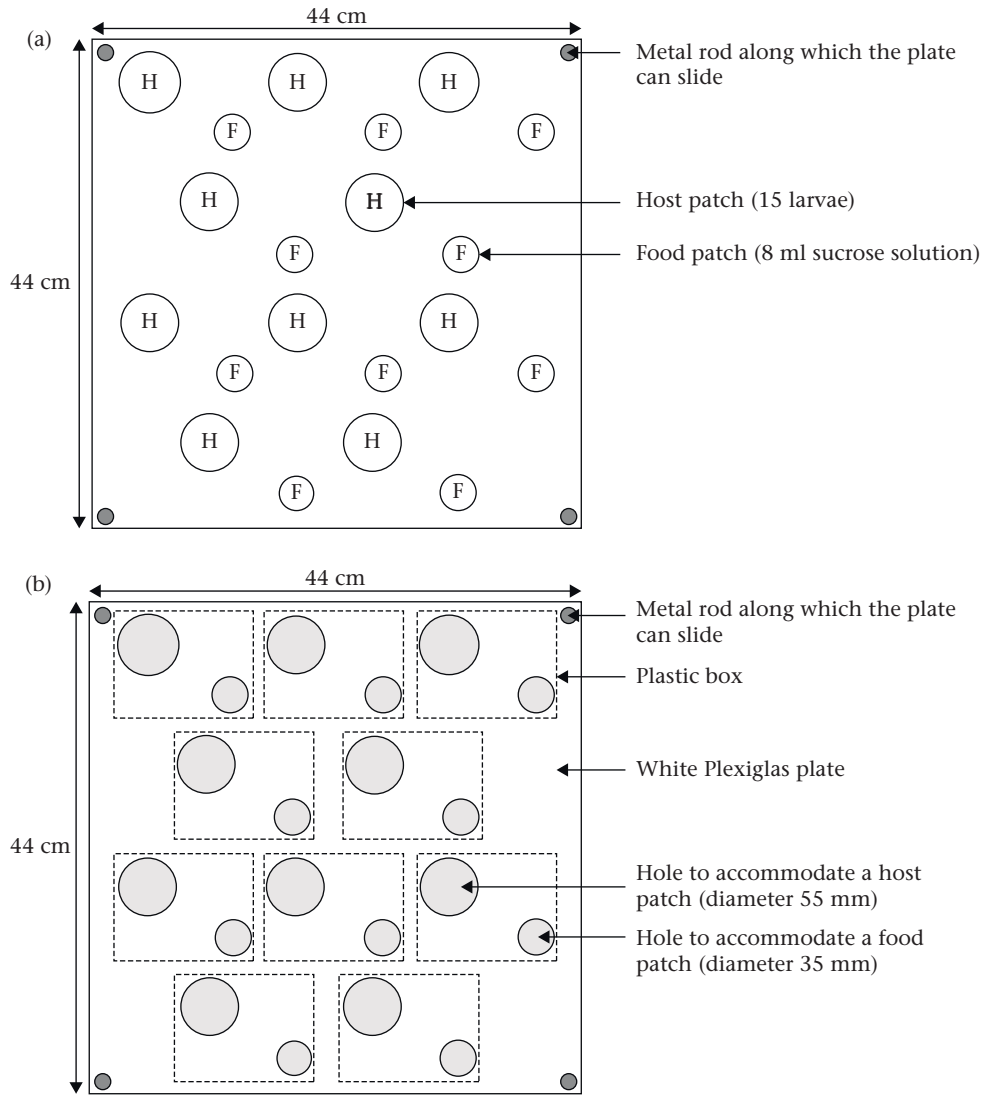 44 cm
(a)
Metal rod along which the plate
can slide
H H H
F F F
H H
Host patch (15 larvae)
F F
Food patch (8 ml sucrose solution)
44 cm
H H H
F F F
H H
F F
(b)
44 cm
Metal rod along which the plate
can slide
Plastic box
White Plexiglas plate
44 cm
Hole to accommodate a host
patch (diameter 55 mm)
Hole to accommodate a food
patch (diameter 35 mm)